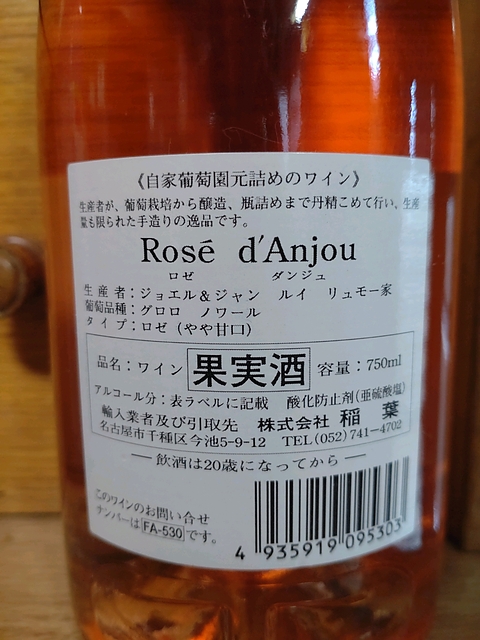 《自家葡萄園元詰めのワイン》
生産者が、葡萄栽培から醸造、瓶詰めまで丹精こめて行い、生産
量も限られた手造りの逸品です。
Rosé d'Anjou
ロゼ ダンジュ
生産者：ジョエル＆ジャン ルイ リュモー家
葡萄品種：グロロ ノワール
タイプ：ロゼ（やや甘口）
品名：ワイン 果実酒 容量：750ml
アルコール分：表ラベルに記載 酸化防止剤(亜硫酸塩)
輸入業者及び引取先 株式会社 稲葉
名古屋市千種区今池5-9-12 TEL(052)741-4702
―飲酒は20歳になってから―
このワインのお問い合せ
ナンバーはFA-530です。
4 935919 095303